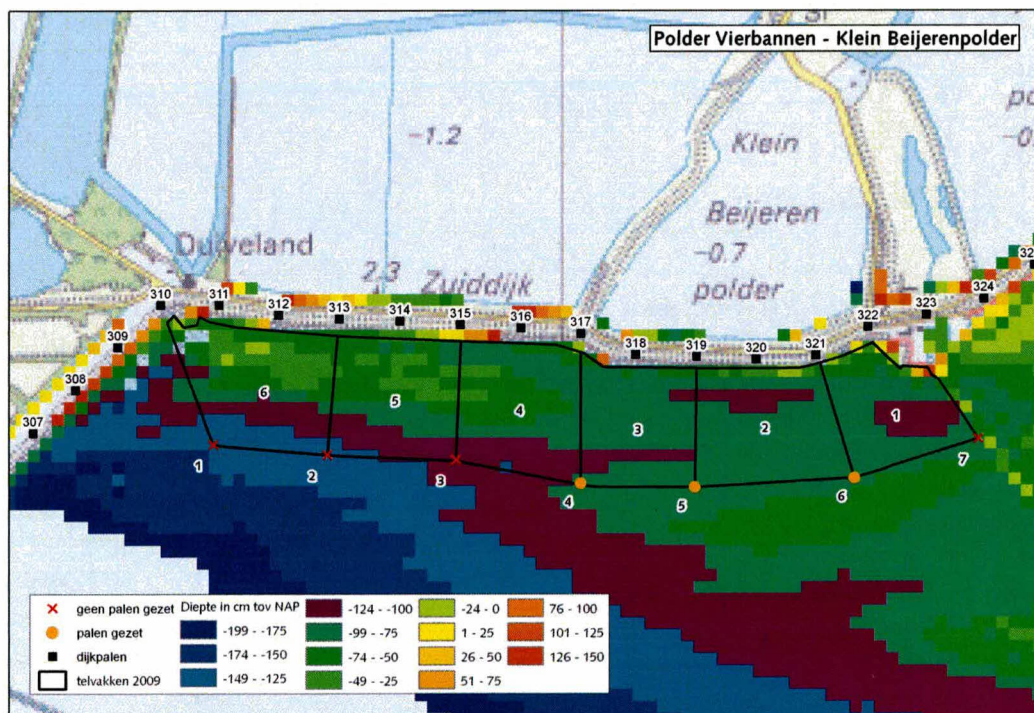 Polder Vierbannen - Klein Beijerenpolder
-1.2
Klein
Beijeren
-0.7
polder
Duiveland
2.3
Zuiddijk
307
308
309
310
311
312
313
314
315
316
317
318
319
320
321
322
323
324
6
5
4
3
2
1
1
2
3
4
5
6
7
geen palen gezet
palen gezet
dijkpalen
telvakken 2009
Diepte in cm tov NAP
-199 - -175
-174 - -150
-149 - -125
-124 - -100
-99 - -75
-74 - -50
-49 - -25
-24 - 0
1 - 25
26 - 50
51 - 75
76 - 100
101 - 125
126 - 150